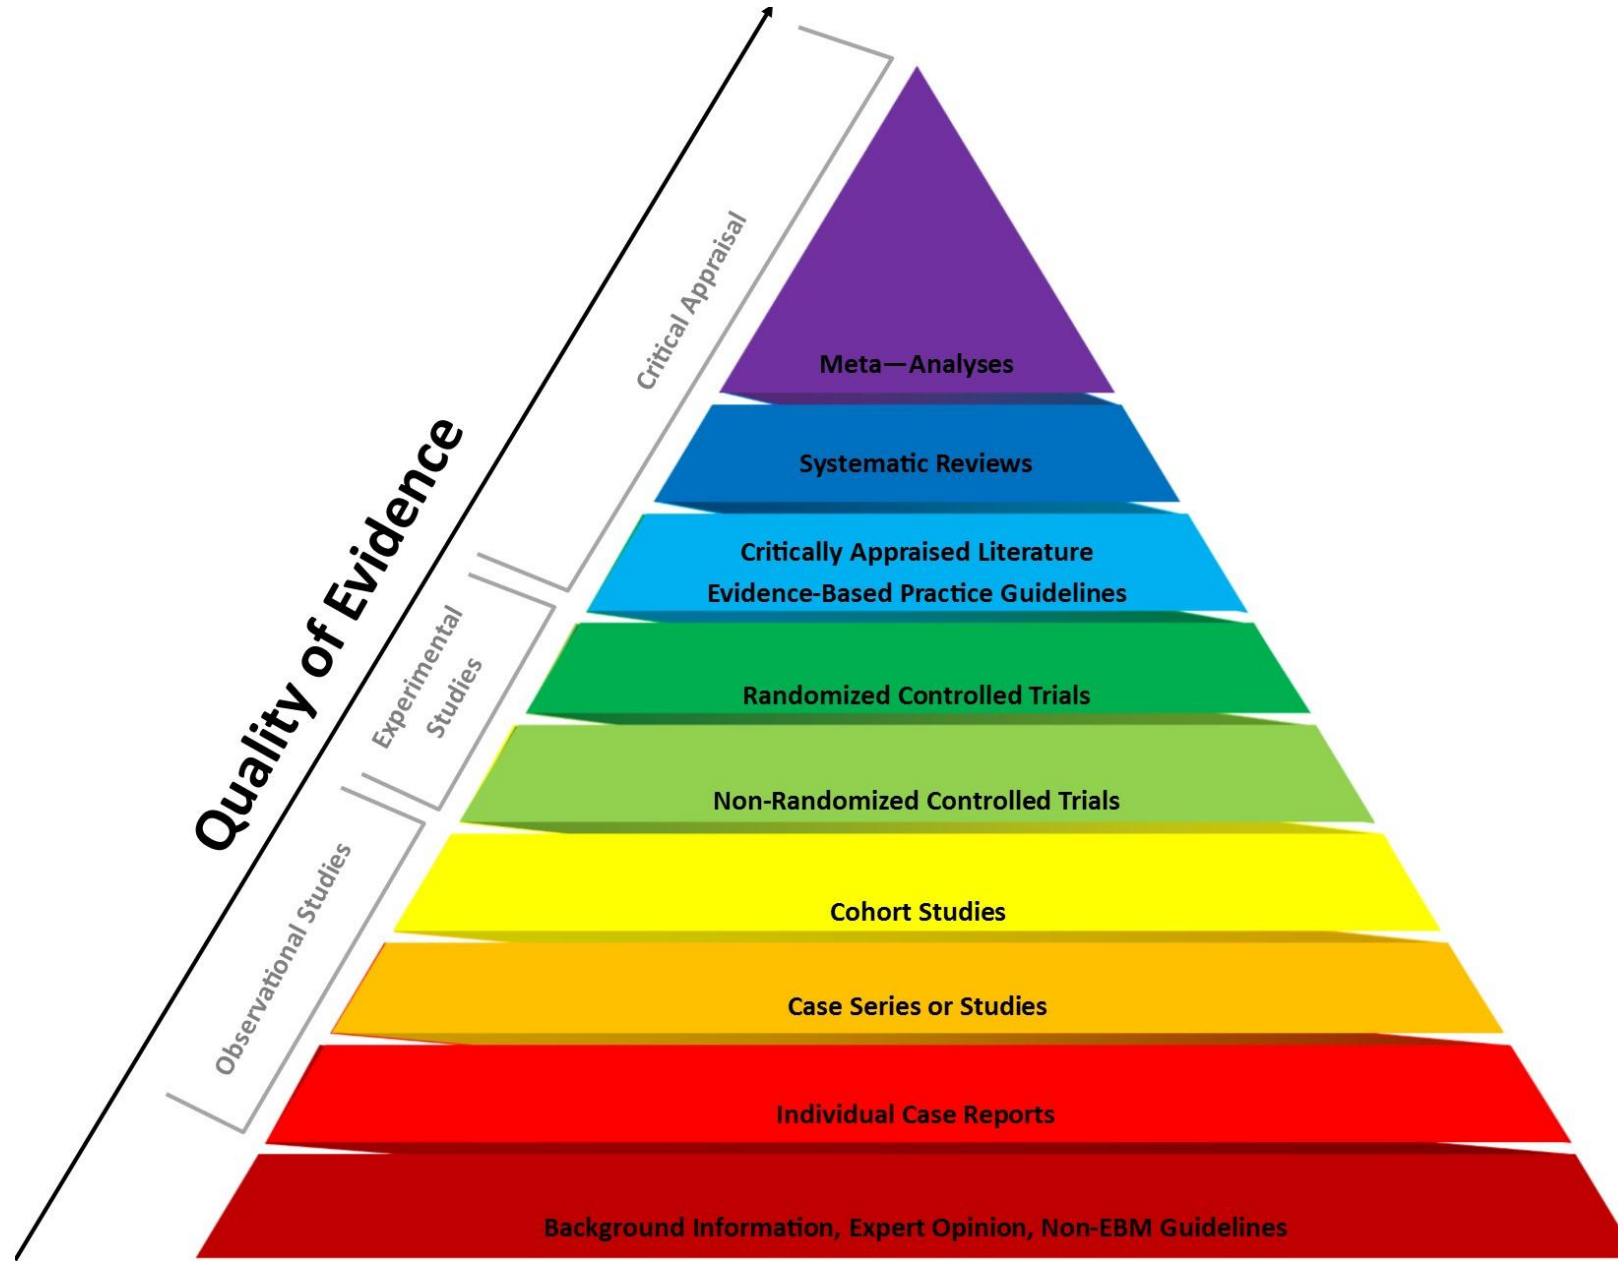 Quality of Evidence
Critical Appraisal
Experimental
Studies
Observational Studies
Meta—Analyses
Systematic Reviews
Critically Appraised Literature
Evidence-Based Practice Guidelines
Randomized Controlled Trials
Non-Randomized Controlled Trials
Cohort Studies
Case Series or Studies
Individual Case Reports
Background Information, Expert Opinion, Non-EBM Guidelines